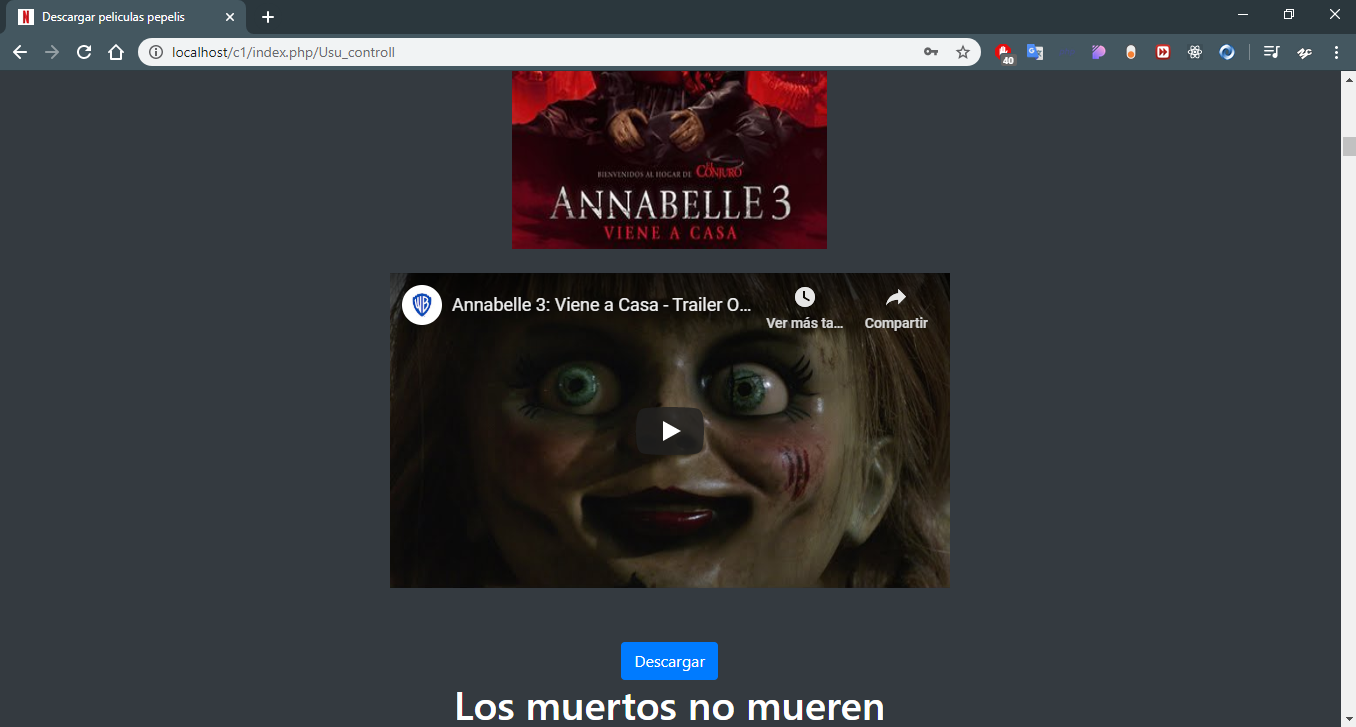 N Descargar peliculas pepelis
localhost/c1/index.php/Usu_controll
40
BIENVENIDOS AL HOGAR DE EL CONJURO
ANNABELLE 3
VIENE A CASA
WB Annabelle 3: Viene a Casa - Trailer O...
Ver más ta...
Compartir
Descargar
Los muertos no mueren